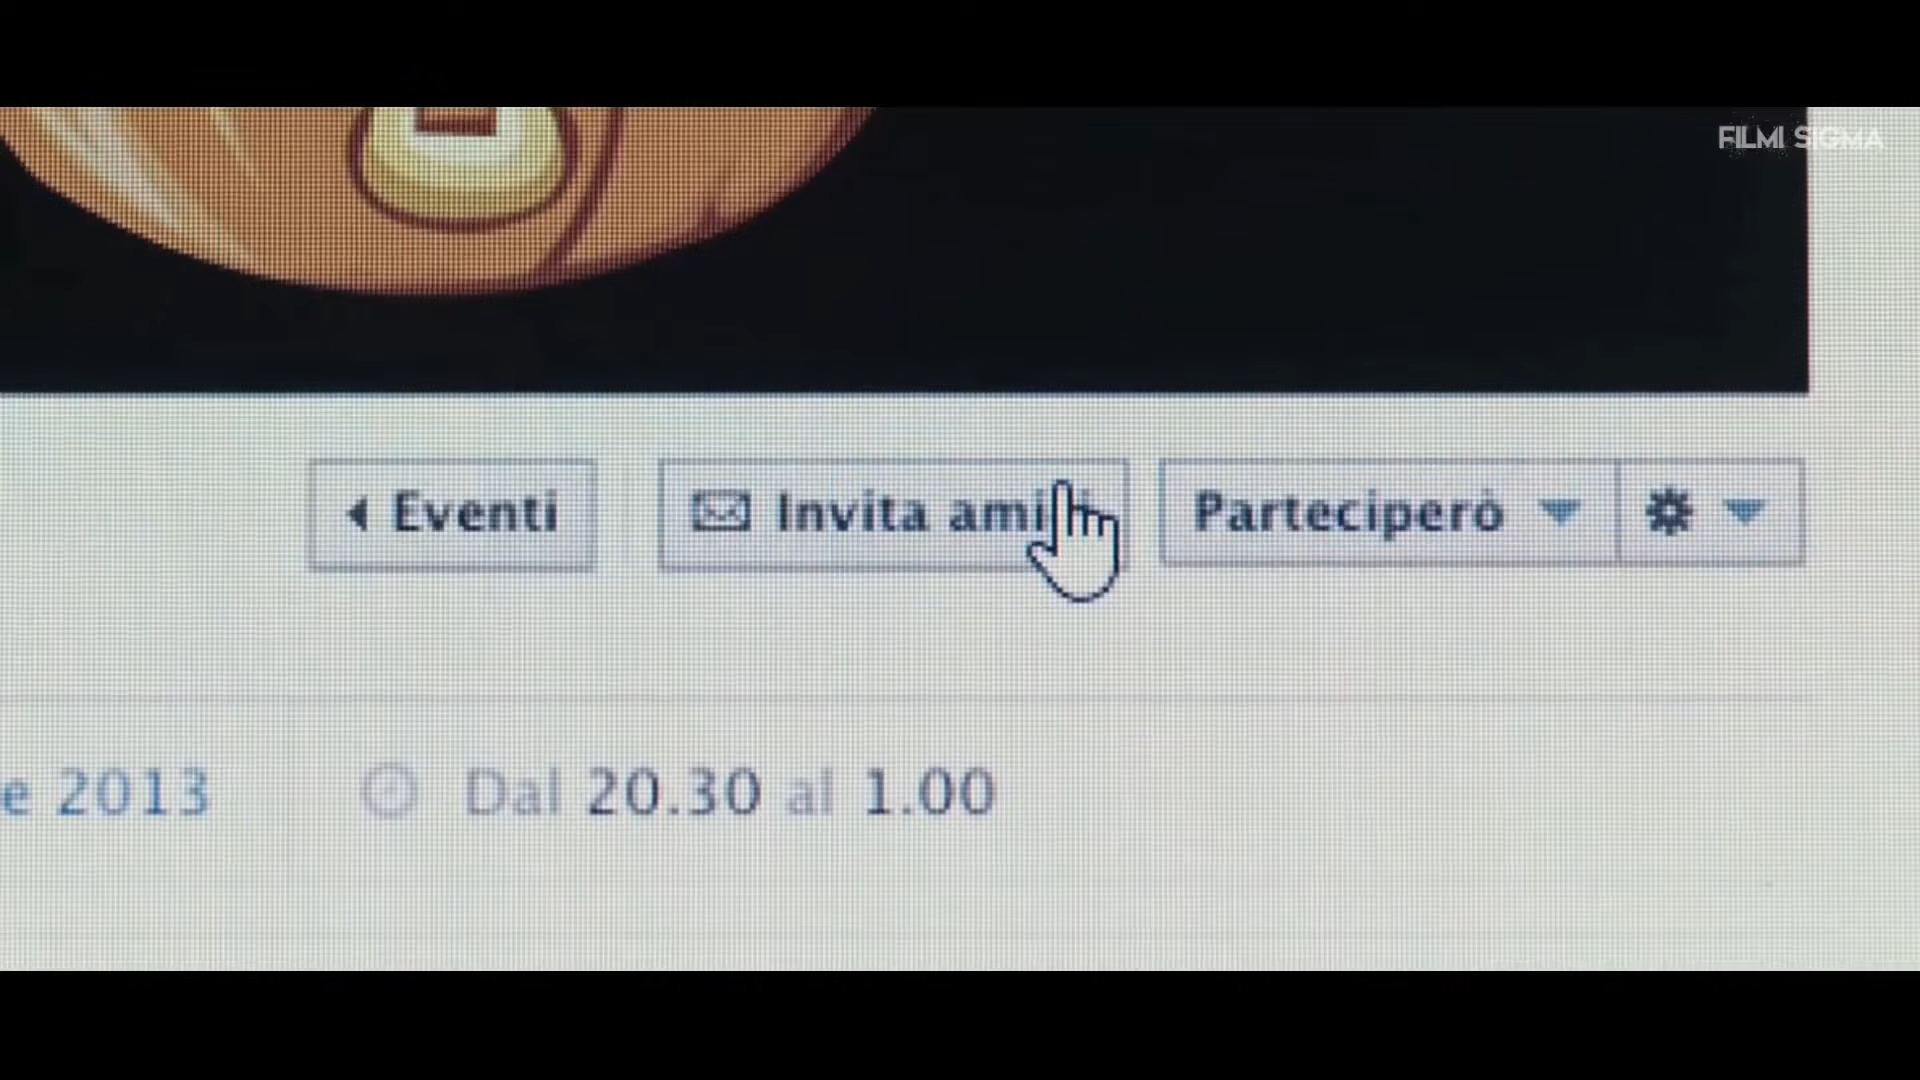 FILMI SIGMA
Eventi
Invita ami
Parteciperò
e 2013
Dal 20.30 al 1.00